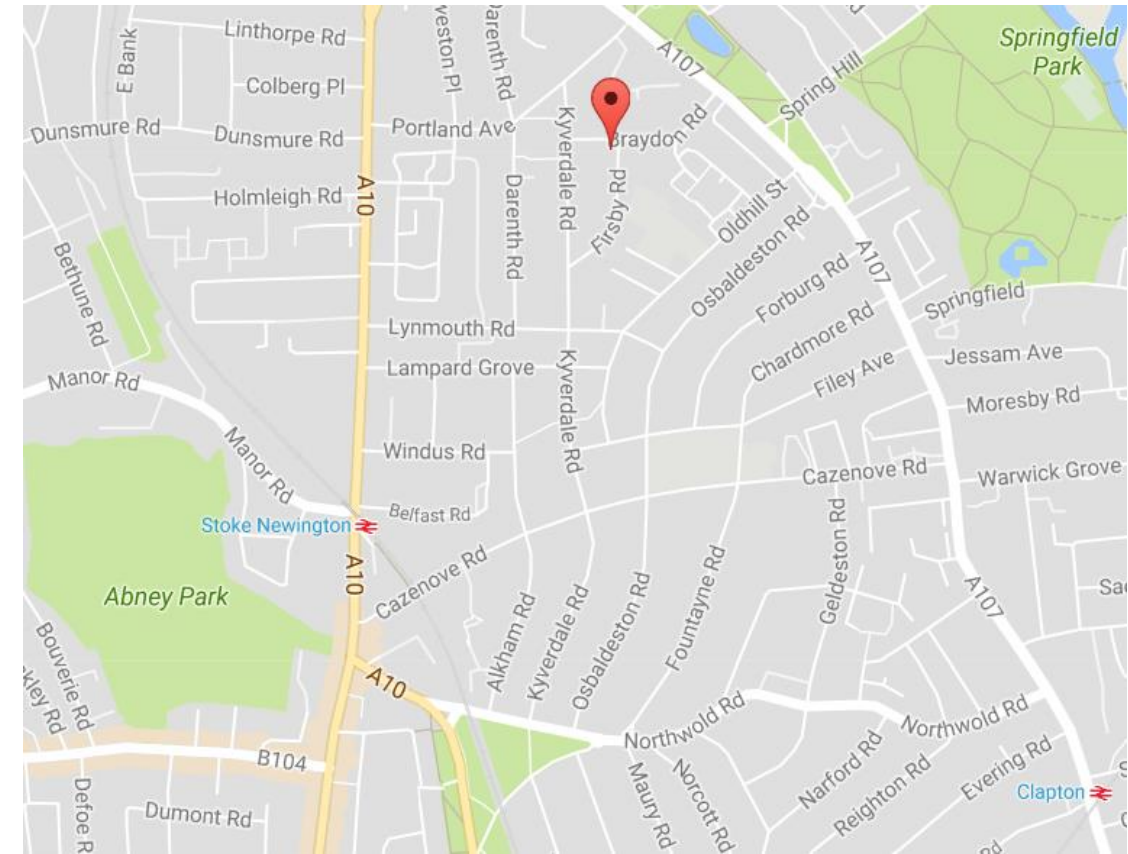 Linthorpe Rd
E Bank
Colberg Pl
Dunsmure Rd
Dunsmure Rd
Holmleigh Rd
A10
Portland Ave
Darenth Rd
Darenth Rd
Kyverdale Rd
Braydon Rd
Firsby Rd
A107
Spring Hill
Springfield
Park
Oldhill St
Osbaldeston Rd
A107
Forburg Rd
Springfield
Chardmore Rd
Filey Ave
Jessam Ave
Moresby Rd
Bethune Rd
Manor Rd
Manor Rd
Lynmouth Rd
Lampard Grove
Kyverdale Rd
Windus Rd
Cazenove Rd
Warwick Grove
Stoke Newington
Belfast Rd
A10
Cazenove Rd
Abney Park
Geldeston Rd
Fountayne Rd
Osbaldeston Rd
Kyverdale Rd
Alkham Rd
A107
Bouverie Rd
A10
Northwold Rd
Northwold Rd
B104
Defoe R
Dumont Rd
Maury Rd
Norcott Rd
Narford Rd
Reighton Rd
Evering Rd
Clapton